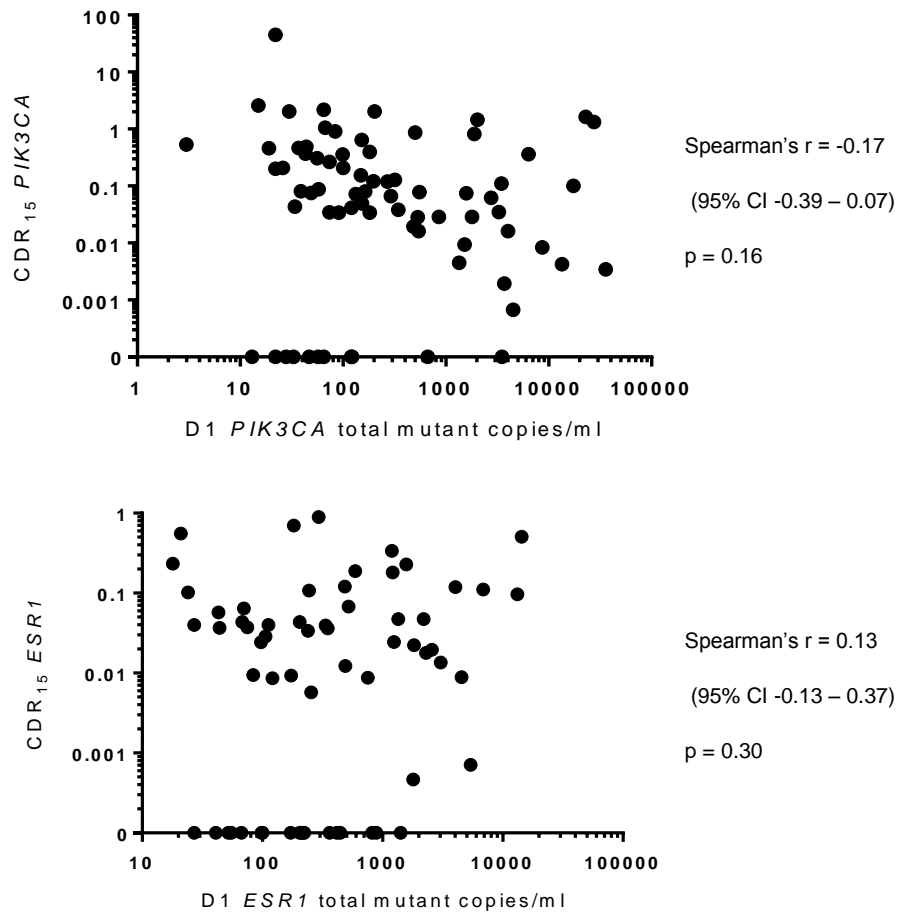 100
10
1
0.1
0.01
0.001
0
CDR15 PIK3CA
1 10 100 1000 10000 100000
D1 PIK3CA total mutant copies/ml
Spearman's r = -0.17
(95% CI -0.39 – 0.07)
p = 0.16
1
0.1
0.01
0.001
0
CDR15 ESR1
10 100 1000 10000 100000
D1 ESR1 total mutant copies/ml
Spearman's r = 0.13
(95% CI -0.13 – 0.37)
p = 0.30